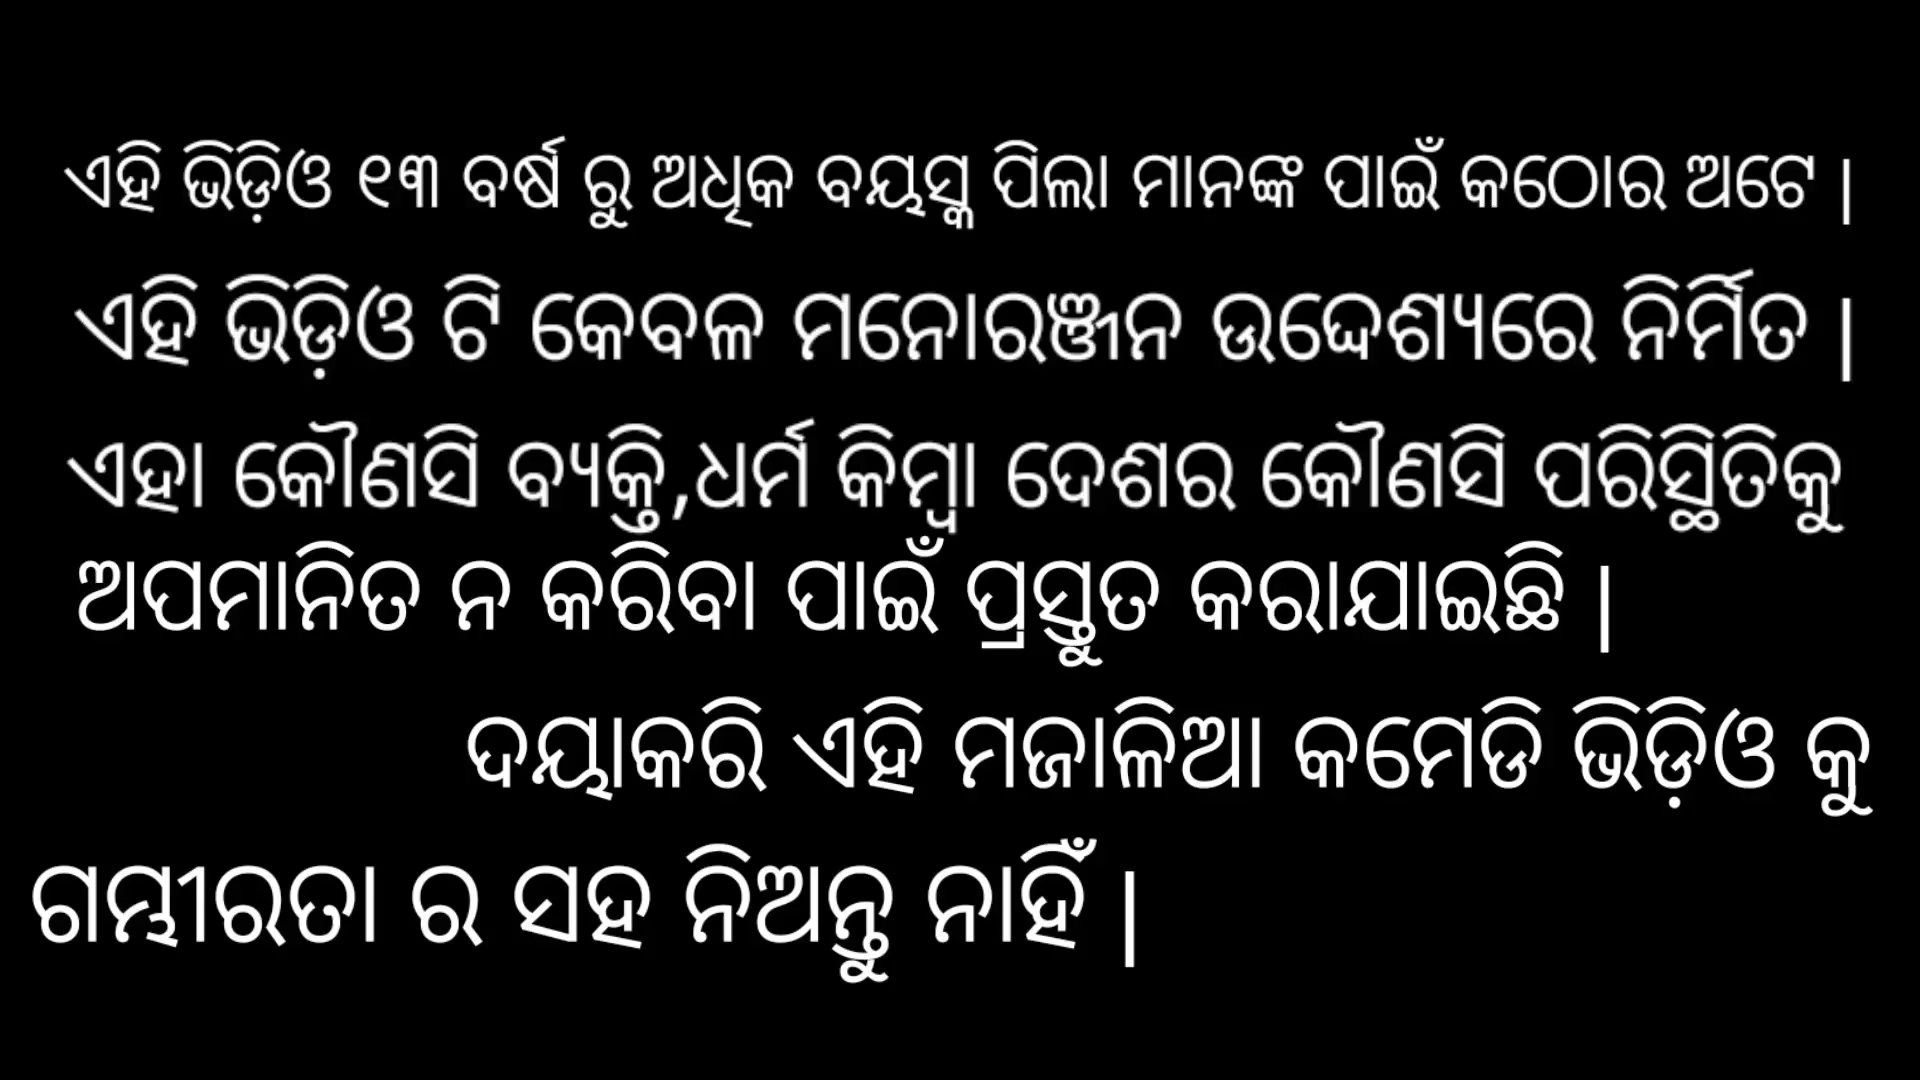 ଏହି ଭିଡ଼ିଓ ୧୩ ବର୍ଷ ରୁ ଅଧିକ ବୟସ୍କ ପିଲା ମାନଙ୍କ ପାଇଁ କଠୋର ଅଟେ |
ଏହି ଭିଡ଼ିଓ ଟି କେବଳ ମନୋରଞ୍ଜନ ଉଦ୍ଦେଶ୍ୟରେ ନିର୍ମିତ |
ଏହା କୌଣସି ବ୍ୟକ୍ତି,ଧର୍ମ କିମ୍ବା ଦେଶର କୌଣସି ପରିସ୍ଥିତିକୁ
ଅପମାନିତ ନ କରିବା ପାଇଁ ପ୍ରସ୍ତୁତ କରାଯାଇଛି |
ଦୟାକରି ଏହି ମଜାଳିଆ କମେଡି ଭିଡ଼ିଓ କୁ
ଗମ୍ଭୀରତା ର ସହ ନିଅନ୍ତୁ ନାହିଁ |